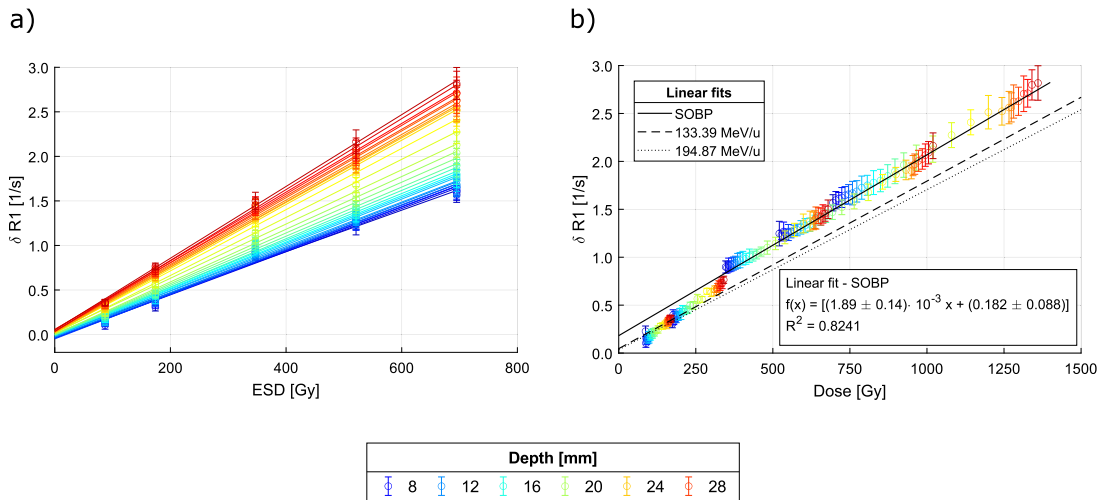 a)
b)
3.0
2.5
2.0
1.5
1.0
0.5
0.0
δ R1 [1/s]
0 200 400 600 800
ESD [Gy]
3.0
2.5
2.0
1.5
1.0
0.5
0.0
δ R1 [1/s]
Linear fits
SOBP
133.39 MeV/u
194.87 MeV/u
Linear fit - SOBP
f(x) = [(1.89 ± 0.14)· 10⁻³ x + (0.182 ± 0.088)]
R² = 0.8241
0 250 500 750 1000 1250 1500
Dose [Gy]
Depth [mm]
8 12 16 20 24 28